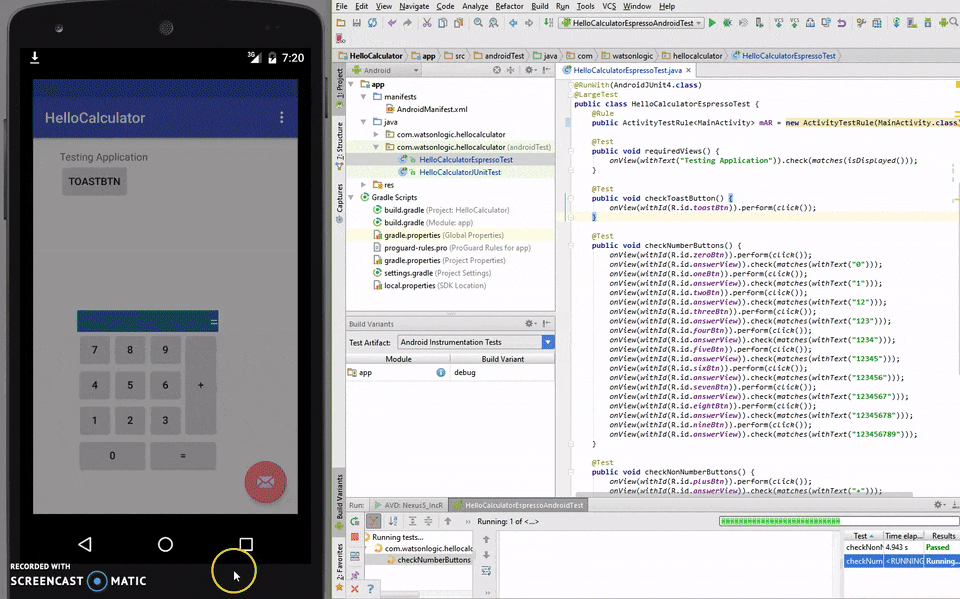 File Edit View Navigate Code Analyze Refactor Build Run Tools VCS Window Help
HelloCalculatorEspressoAndroidTest
HelloCalculator app src androidTest java com watsonlogic hellocalculator HelloCalculatorEspressoTest
3G 7:20
HelloCalculator
Testing Application
TOASTBTN
=
7 8 9
4 5 6 +
1 2 3
0 =
RECORDED WITH
SCREENCAST MATIC
1: Project
7: Structure
Captures
Build Variants
2: Favorites
Android
app
manifests
AndroidManifest.xml
java
com.watsonlogic.hellocalculator
com.watsonlogic.hellocalculator (androidTest)
HelloCalculatorEspressoTest
HelloCalculatorJUnitTest
res
Gradle Scripts
build.gradle (Project: HelloCalculator)
build.gradle (Module: app)
gradle.properties (Global Properties)
proguard-rules.pro (ProGuard Rules for app)
gradle.properties (Project Properties)
settings.gradle (Project Settings)
local.properties (SDK Location)
Build Variants
Test Artifact: Android Instrumentation Tests
Module Build Variant
app debug
HelloCalculatorEspressoTest.java
@RunWith(AndroidJUnit4.class)
@LargeTest
public class HelloCalculatorEspressoTest {
@Rule
public ActivityTestRule<MainActivity> mAR = new ActivityTestRule(MainActivity.class)
@Test
public void requiredViews() {
onView(withText("Testing Application")).check(matches(isDisplayed()));
}
@Test
public void checkToastButton() {
onView(withId(R.id.toastBtn)).perform(click());
}
@Test
public void checkNumberButtons() {
onView(withId(R.id.zeroBtn)).perform(click());
onView(withId(R.id.answerView)).check(matches(withText("0")));
onView(withId(R.id.oneBtn)).perform(click());
onView(withId(R.id.answerView)).check(matches(withText("1")));
onView(withId(R.id.twoBtn)).perform(click());
onView(withId(R.id.answerView)).check(matches(withText("12")));
onView(withId(R.id.threeBtn)).perform(click());
onView(withId(R.id.answerView)).check(matches(withText("123")));
onView(withId(R.id.fourBtn)).perform(click());
onView(withId(R.id.answerView)).check(matches(withText("1234")));
onView(withId(R.id.fiveBtn)).perform(click());
onView(withId(R.id.answerView)).check(matches(withText("12345")));
onView(withId(R.id.sixBtn)).perform(click());
onView(withId(R.id.answerView)).check(matches(withText("123456")));
onView(withId(R.id.sevenBtn)).perform(click());
onView(withId(R.id.answerView)).check(matches(withText("1234567")));
onView(withId(R.id.eightBtn)).perform(click());
onView(withId(R.id.answerView)).check(matches(withText("12345678")));
onView(withId(R.id.nineBtn)).perform(click());
onView(withId(R.id.answerView)).check(matches(withText("123456789")));
}
@Test
public void checkNonNumberButtons() {
onView(withId(R.id.plusBtn)).perform(click());
onView(withId(R.id.answerView)).check(matches(withText("+")));
Run: AVD: Nexus5_IncR HelloCalculatorEspressoAndroidTest
Running: 1 of <...>
Running tests...
com.watsonlogic.hellocalc
checkNumberButtons
Test Time elap... Results
checkNonN 4.943 s Passed
checkNum <RUNNING Running...